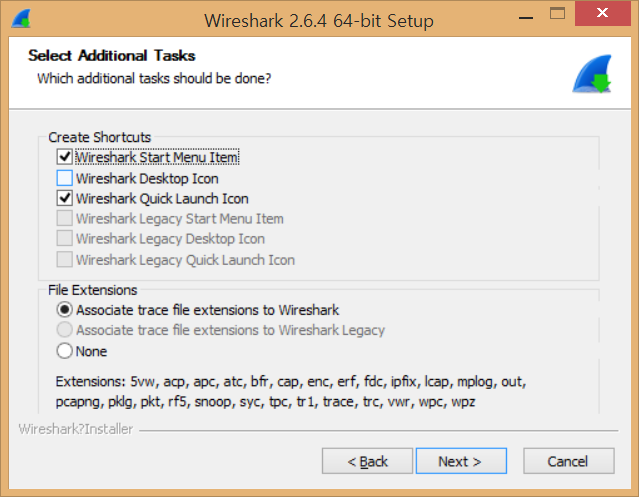 Wireshark 2.6.4 64-bit Setup
Select Additional Tasks
Which additional tasks should be done?
Create Shortcuts
Wireshark Start Menu Item
Wireshark Desktop Icon
Wireshark Quick Launch Icon
Wireshark Legacy Start Menu Item
Wireshark Legacy Desktop Icon
Wireshark Legacy Quick Launch Icon
File Extensions
Associate trace file extensions to Wireshark
Associate trace file extensions to Wireshark Legacy
None
Extensions: 5vw, acp, apc, atc, bfr, cap, enc, erf, fdc, ipfix, lcap, mplog, out,
pcapng, pklg, pkt, rf5, snoop, syc, tpc, tr1, trace, trc, vwr, wpc, wpz
Wireshark?Installer
< Back Next > Cancel